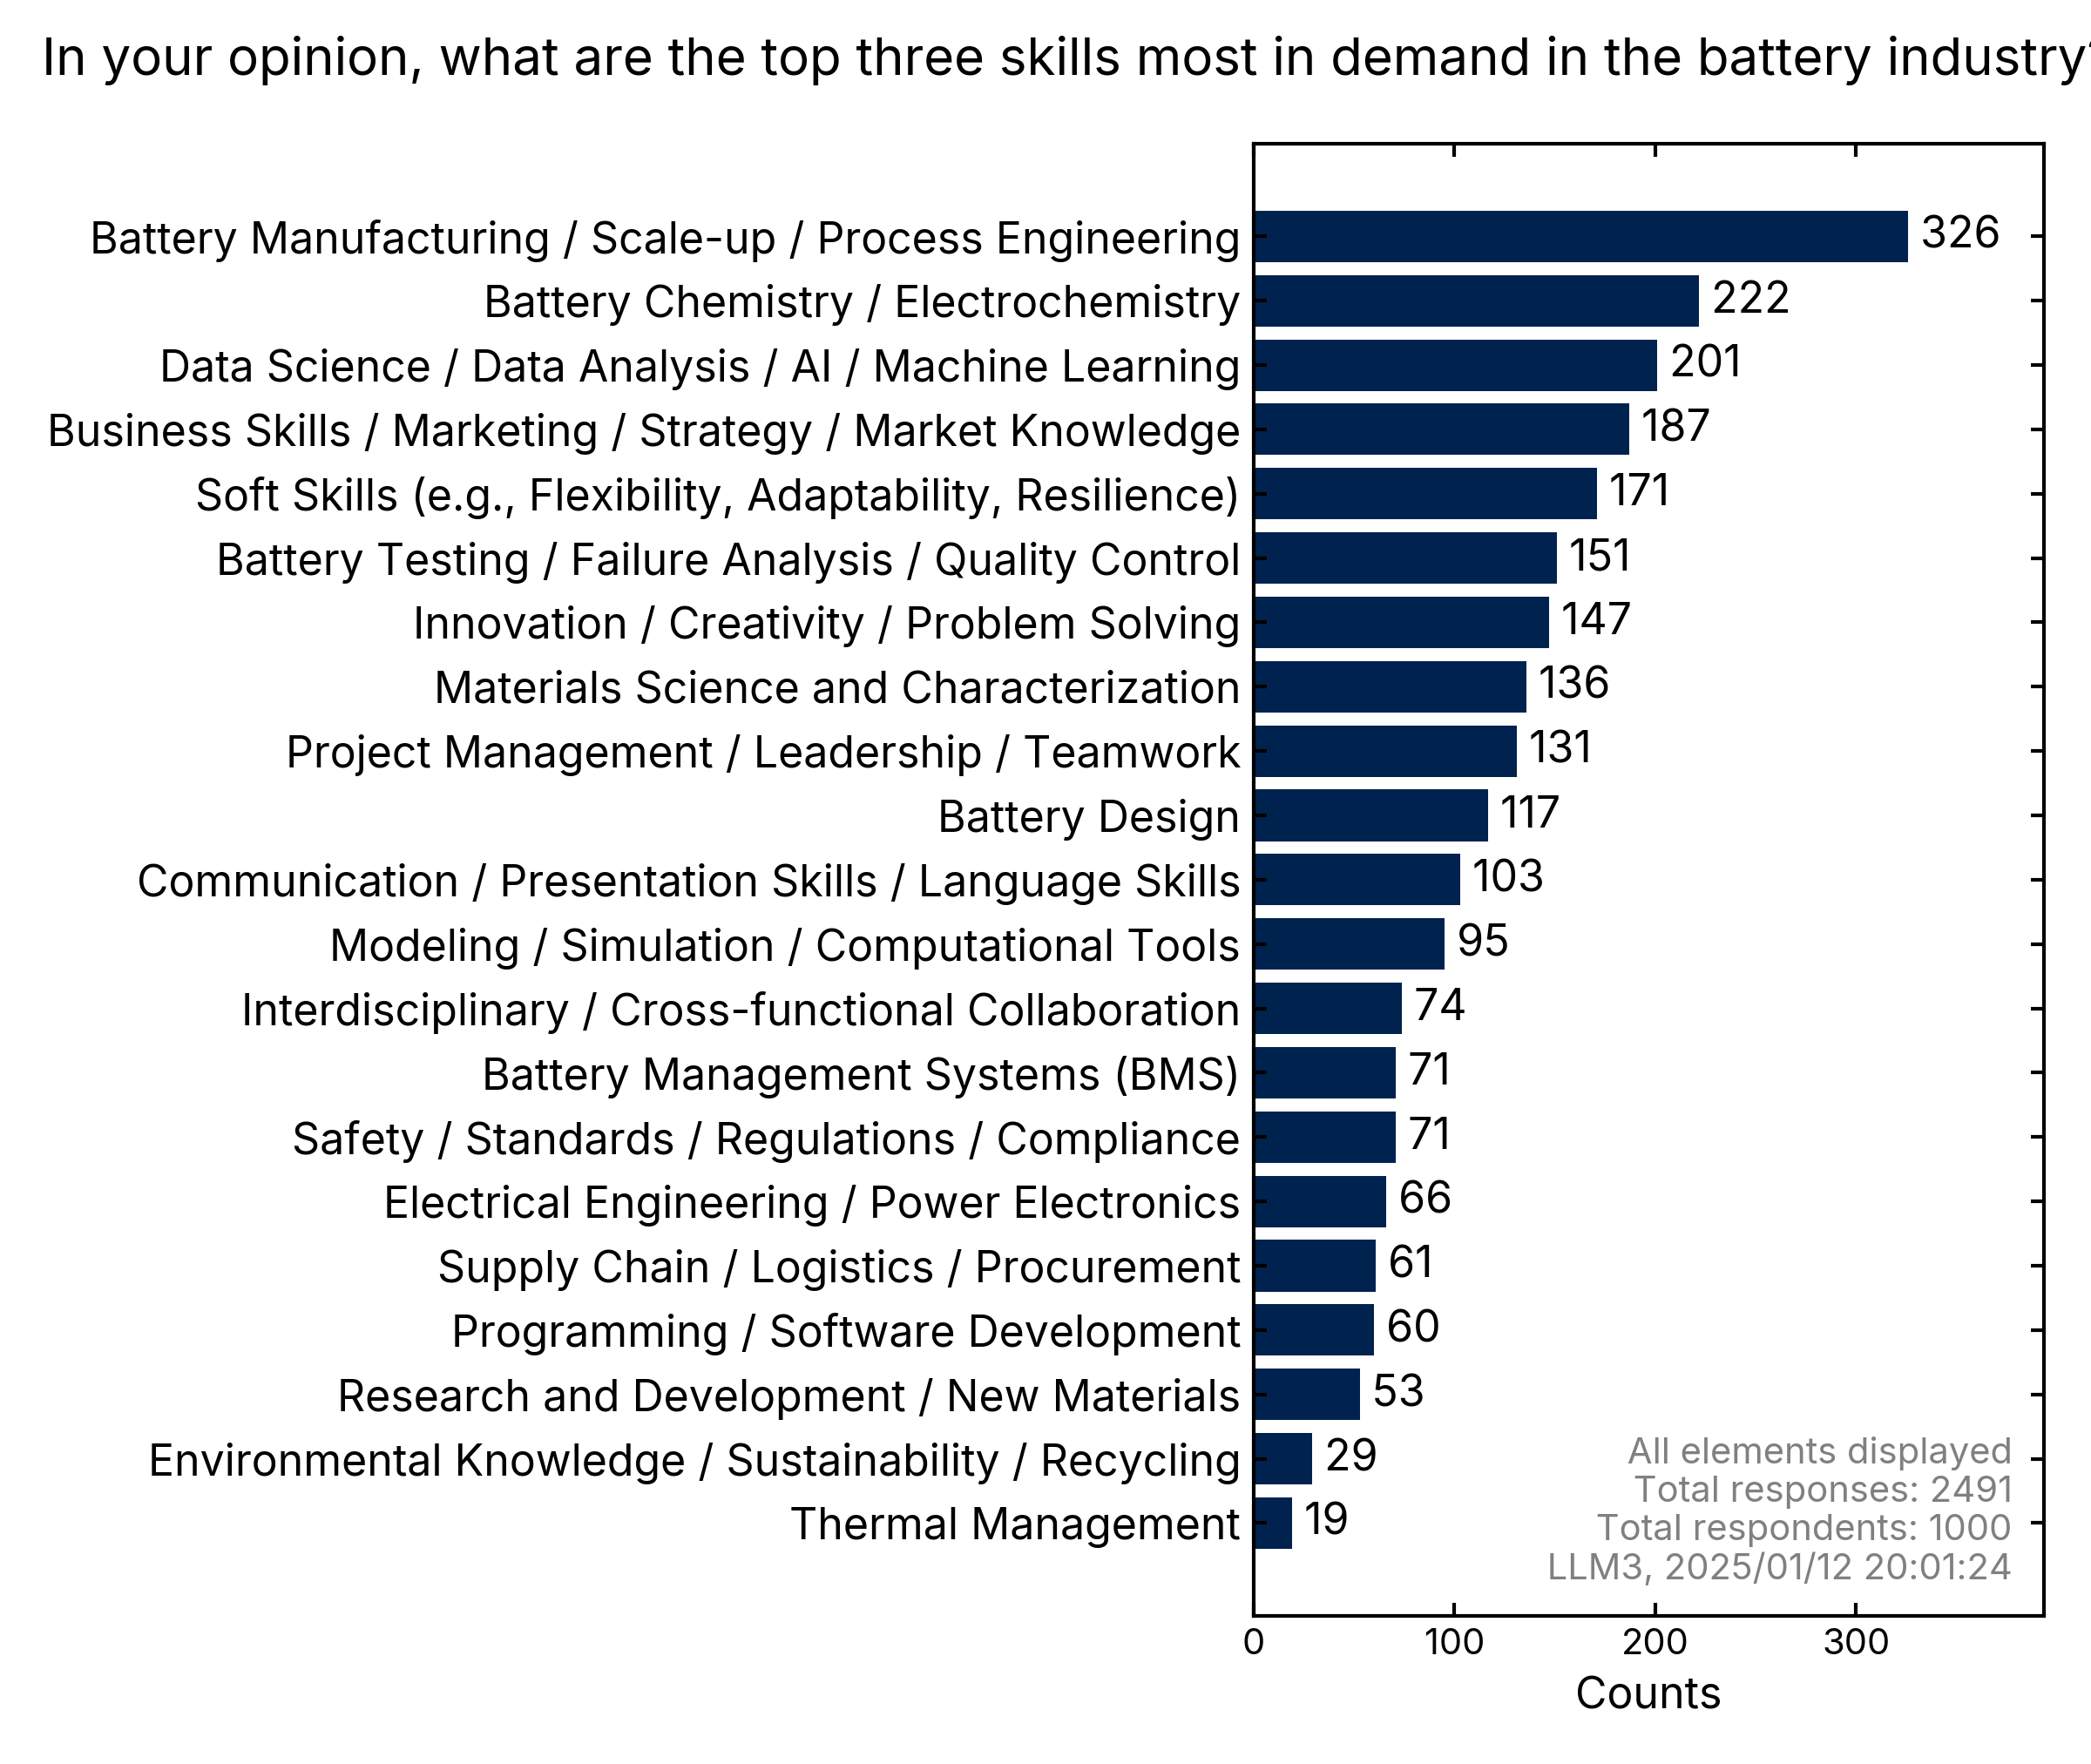 In your opinion, what are the top three skills most in demand in the battery industry?
Battery Manufacturing / Scale-up / Process Engineering 326
Battery Chemistry / Electrochemistry 222
Data Science / Data Analysis / AI / Machine Learning 201
Business Skills / Marketing / Strategy / Market Knowledge 187
Soft Skills (e.g., Flexibility, Adaptability, Resilience) 171
Battery Testing / Failure Analysis / Quality Control 151
Innovation / Creativity / Problem Solving 147
Materials Science and Characterization 136
Project Management / Leadership / Teamwork 131
Battery Design 117
Communication / Presentation Skills / Language Skills 103
Modeling / Simulation / Computational Tools 95
Interdisciplinary / Cross-functional Collaboration 74
Battery Management Systems (BMS) 71
Safety / Standards / Regulations / Compliance 71
Electrical Engineering / Power Electronics 66
Supply Chain / Logistics / Procurement 61
Programming / Software Development 60
Research and Development / New Materials 53
Environmental Knowledge / Sustainability / Recycling 29
Thermal Management 19
All elements displayed
Total responses: 2491
Total respondents: 1000
LLM3, 2025/01/12 20:01:24
0 100 200 300
Counts